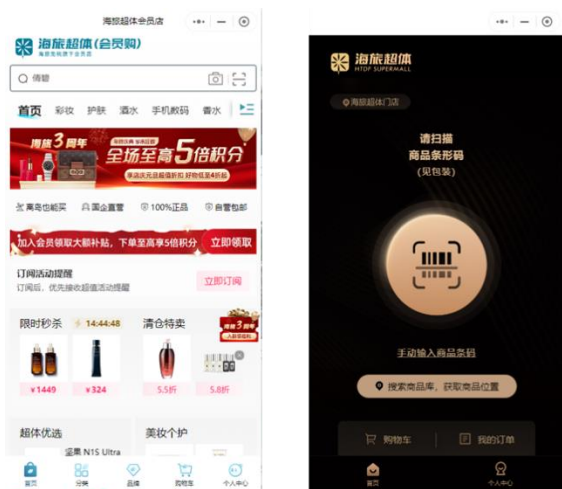 海旅超体会员店
海旅超体(会员购)
倩碧
首页 彩妆 护肤 酒水 手机数码 香水
海旅3周年
全场至高5倍积分
离岛也能买 国企直营 100%正品 自营包邮
加入会员领取大额补贴，下单至高享5倍积分 立即领取
订阅活动提醒
订阅后，优先接收超值活动提醒
立即订阅
限时秒杀 14:44:48 清仓特卖
海旅3周年
¥1449 ¥324 5.5折 5.8折
超体优选 美妆个护
坚果 N1S Ultra
首页 分类 品牌 购物车 个人中心
海旅超体
HTDF SUPERMALL
海旅超体门店
请扫描
商品条形码
(见包装)
手动输入商品条码
搜索商品库，获取商品位置
购物车 我的订单
首页 个人中心